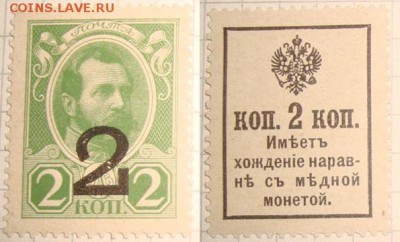 COINS.LAVE.RU
ПОЧТА
2
2 2
КОП.
КОП. 2 КОП.
Имѣетъ
хожденіе нарав-
нѣ съ мѣдной
монетой.